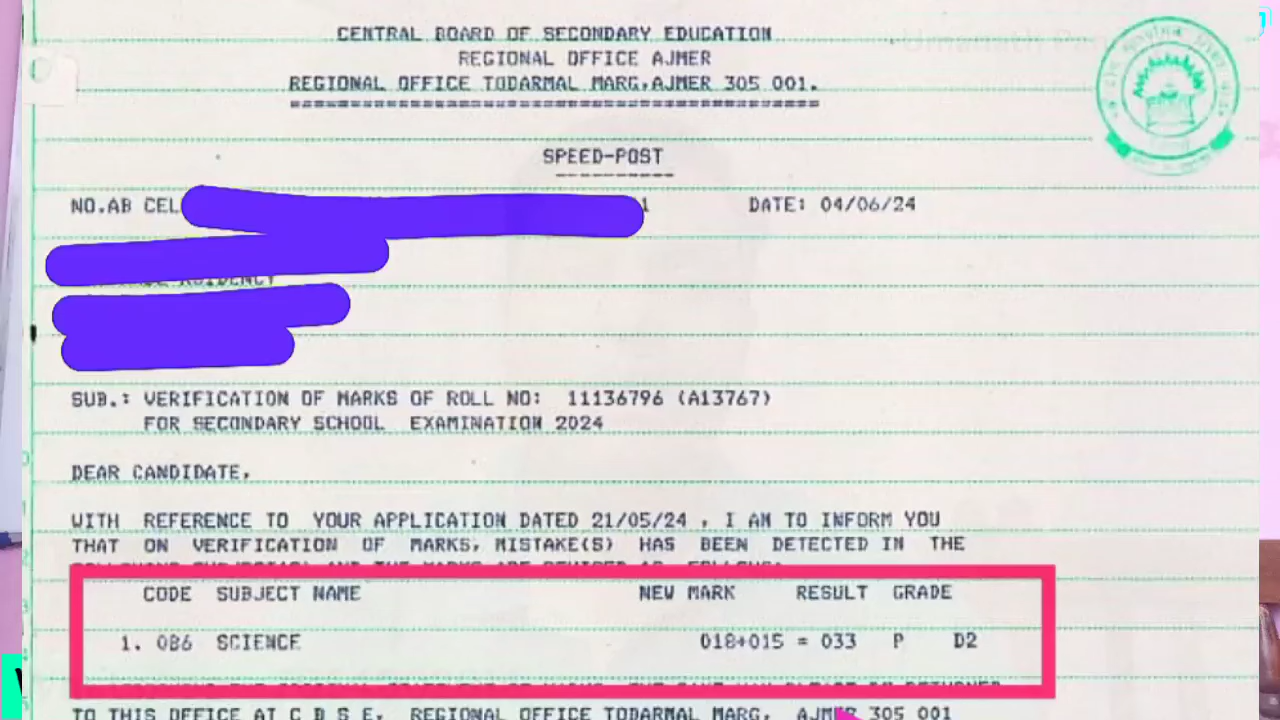 CENTRAL BOARD OF SECONDARY EDUCATION
REGIONAL OFFICE AJMER
REGIONAL OFFICE TODARMAL MARG,AJMER 305 001.
SPEED-POST
NO.AB CEL
DATE: 04/06/24
SUB.: VERIFICATION OF MARKS OF ROLL NO: 11136796 (A13767)
FOR SECONDARY SCHOOL EXAMINATION 2024
DEAR CANDIDATE,
WITH REFERENCE TO YOUR APPLICATION DATED 21/05/24 , I AM TO INFORM YOU
THAT ON VERIFICATION OF MARKS, MISTAKE(S) HAS BEEN DETECTED IN THE
CODE SUBJECT NAME NEW MARK RESULT GRADE
1. 086 SCIENCE 018+015 = 033 P D2
TO THIS OFFICE AT C B S E, REGIONAL OFFICE TODARMAL MARG, AJMER 305 001